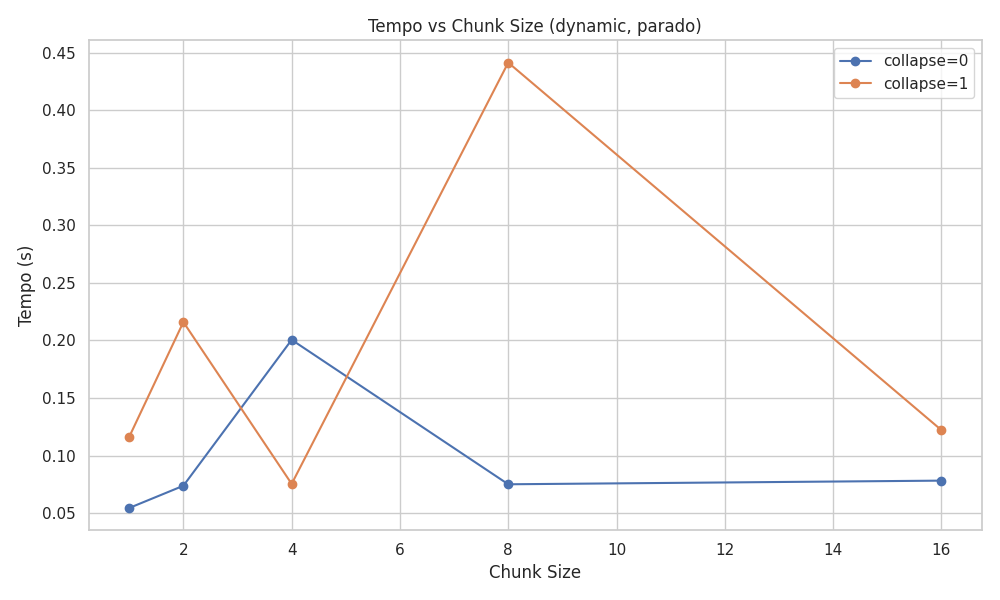 Tempo vs Chunk Size (dynamic, parado)
collapse=0
collapse=1
Tempo (s)
0.45
0.40
0.35
0.30
0.25
0.20
0.15
0.10
0.05
2 4 6 8 10 12 14 16
Chunk Size